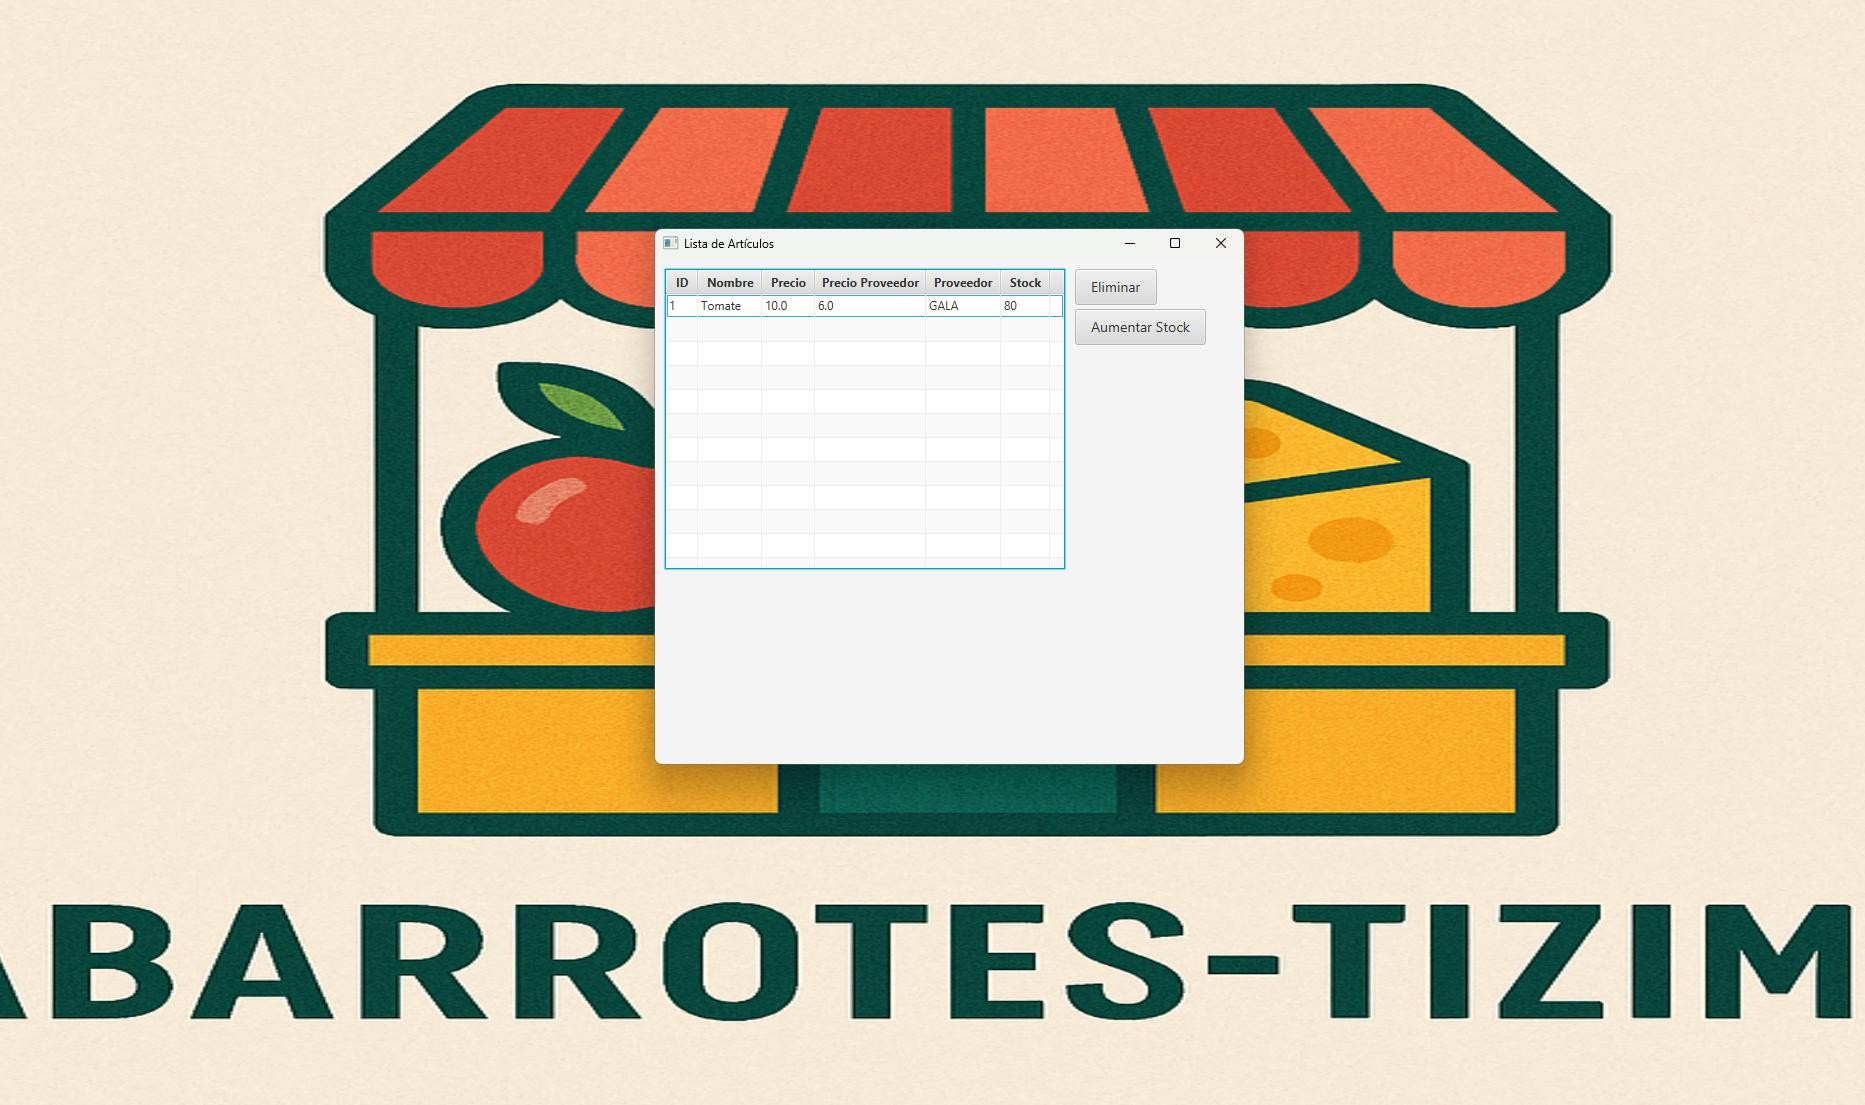 Lista de Artículos
ID Nombre Precio Precio Proveedor Proveedor Stock
1 Tomate 10.0 6.0 GALA 80
Eliminar
Aumentar Stock
ABARROTES-TIZIM